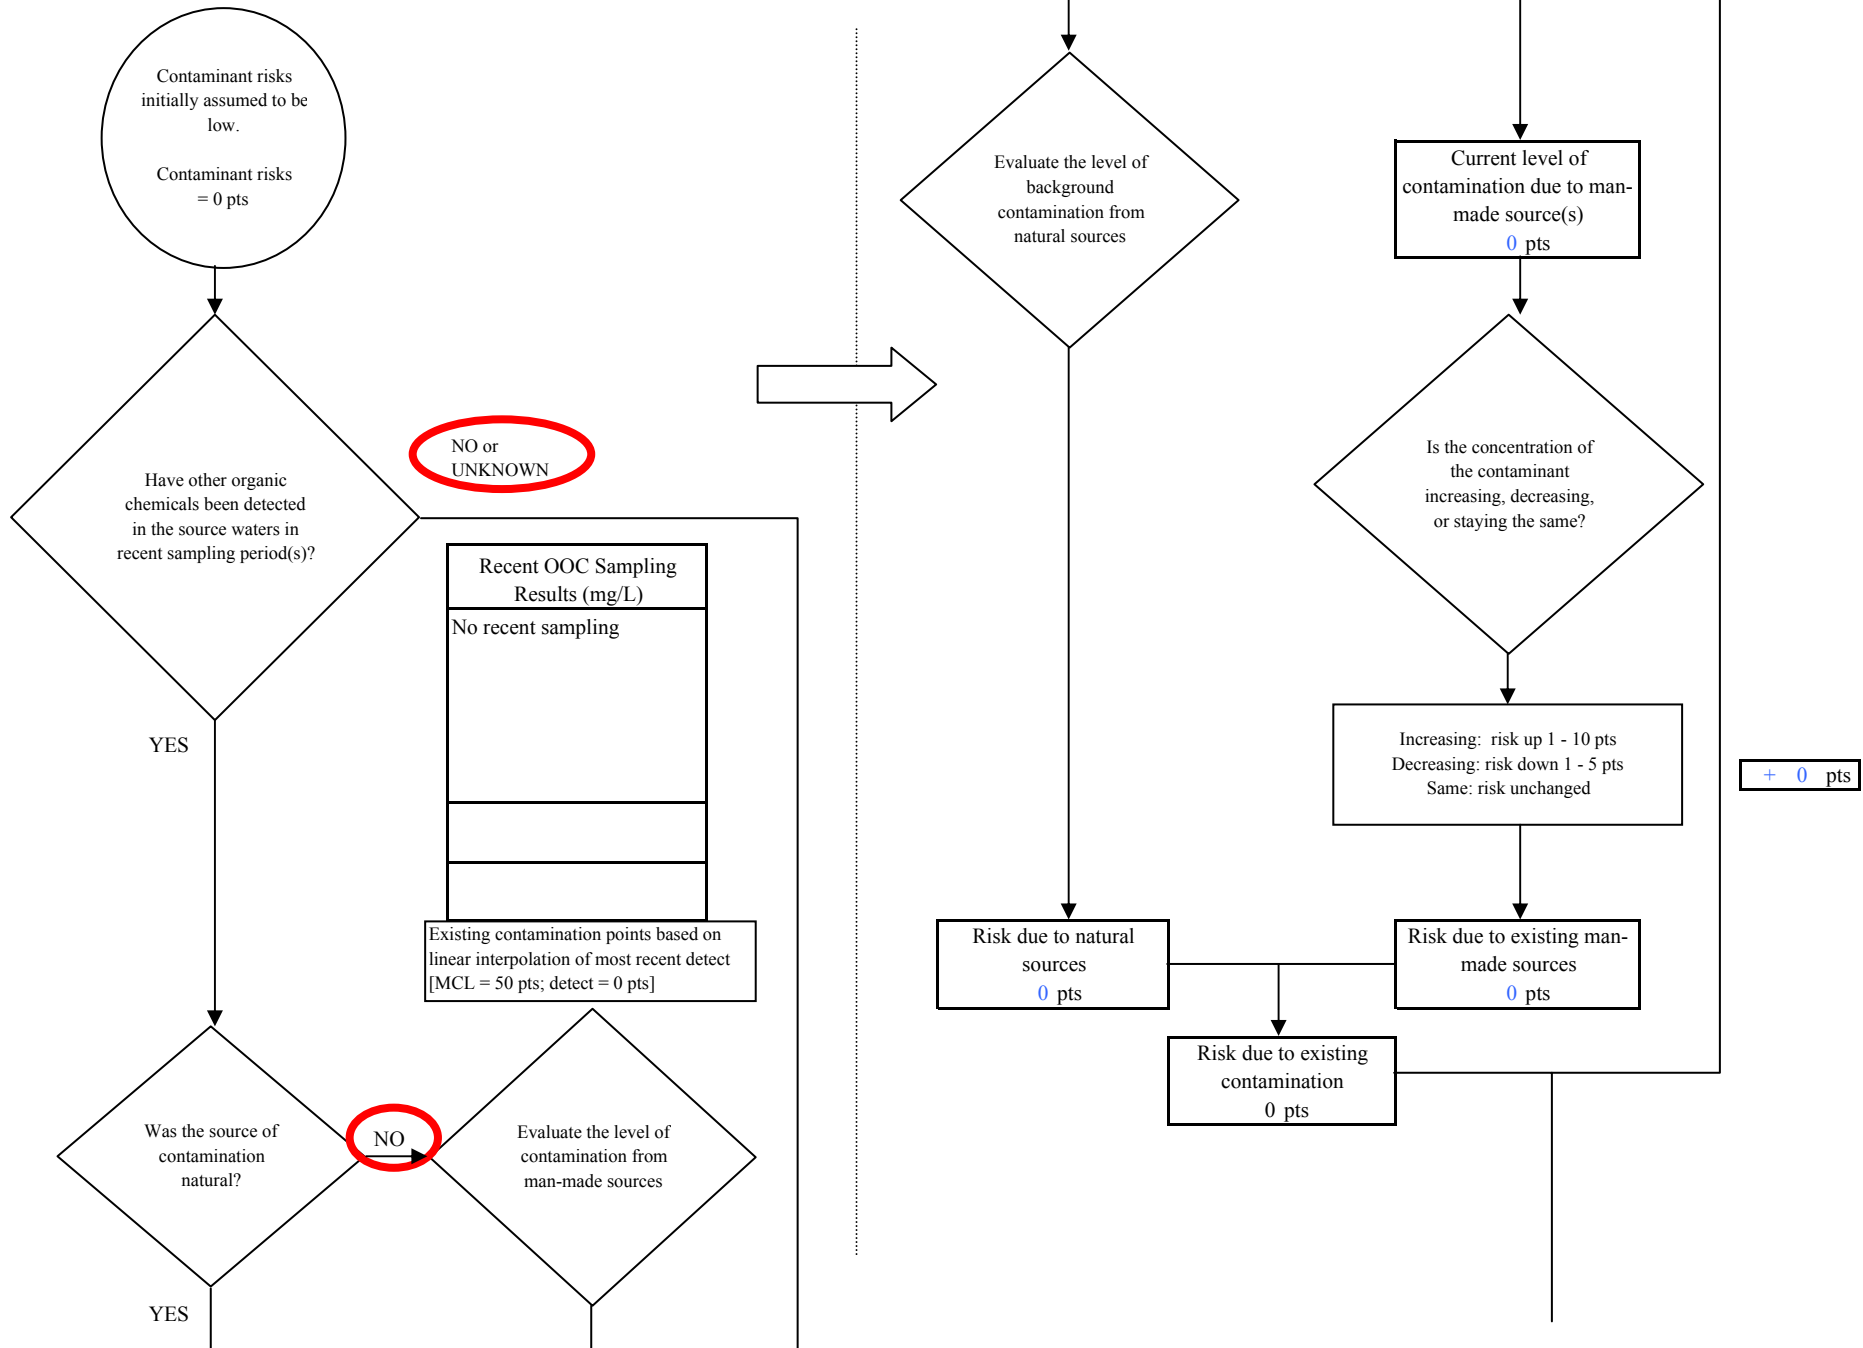 Contaminant risks
initially assumed to be
low.
Contaminant risks
= 0 pts
Have other organic
chemicals been detected
in the source waters in
recent sampling period(s)?
NO or
UNKNOWN
YES
Recent OOC Sampling
Results (mg/L)
No recent sampling
Existing contamination points based on
linear interpolation of most recent detect
[MCL = 50 pts; detect = 0 pts]
Was the source of
contamination
natural?
NO
YES
Evaluate the level of
contamination from
man-made sources
Evaluate the level of
background
contamination from
natural sources
Current level of
contamination due to man-
made source(s)
0 pts
Is the concentration of
the contaminant
increasing, decreasing,
or staying the same?
Increasing: risk up 1 - 10 pts
Decreasing: risk down 1 - 5 pts
Same: risk unchanged
+ 0 pts
Risk due to natural
sources
0 pts
Risk due to existing man-
made sources
0 pts
Risk due to existing
contamination
0 pts